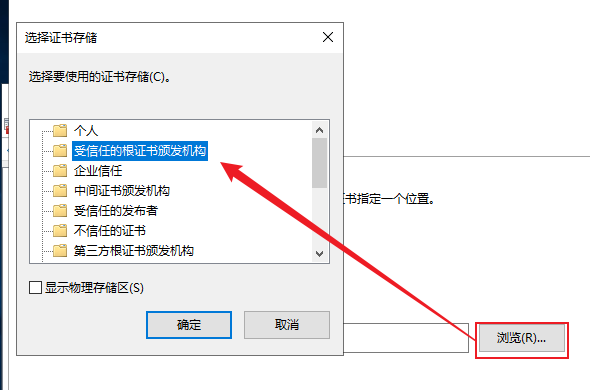 选择证书存储
选择要使用的证书存储(C)。
个人
受信任的根证书颁发机构
企业信任
中间证书颁发机构
受信任的发布者
不信任的证书
第三方根证书颁发机构
书指定一个位置。
显示物理存储区(S)
确定
取消
浏览(R)...